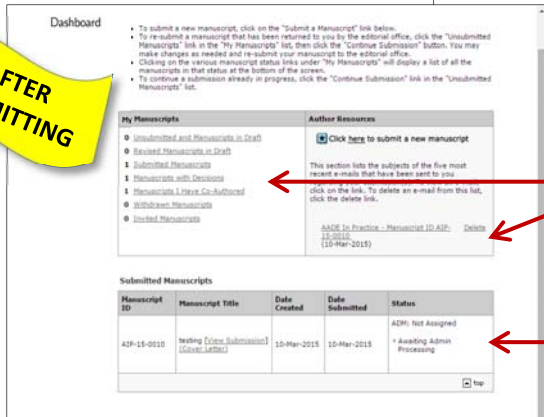 Dashboard
• To submit a new manuscript, click on the "Submit a Manuscript" link below.
• To re-submit a manuscript that has been returned to you by the editorial office, click the "Unsubmitted
Manuscripts" link in the "My Manuscripts" list, then click the "Continue Submission" button. You may
make changes as needed and re-submit your manuscript to the editorial office.
• Clicking on the various manuscript status links under "My Manuscripts" will display a list of all the
manuscripts in that status at the bottom of the screen.
• To continue a submission already in progress, click the "Continue Submission" link in the "Unsubmitted
Manuscripts" list.
FTER
MITTING
My Manuscripts
0 Unsubmitted and Manuscripts in Draft
0 Revised Manuscripts in Draft
1 Submitted Manuscripts
1 Manuscripts with Decisions
1 Manuscripts I Have Co-Authored
0 Withdrawn Manuscripts
0 Invited Manuscripts
Author Resources
Click here to submit a new manuscript
This section lists the subjects of the five most
recent e-mails that have been sent to you
click on the link. To delete an e-mail from this list,
click the delete link.
AADE In Practice - Manuscript ID AIP-
15-0010
(10-Mar-2015)
Delete
Submitted Manuscripts
Manuscript
ID
Manuscript Title
Date
Created
Date
Submitted
Status
AIP-15-0010
testing [View Submission]
(Cover Letter)
10-Mar-2015
10-Mar-2015
ADM: Not Assigned
• Awaiting Admin
Processing
top